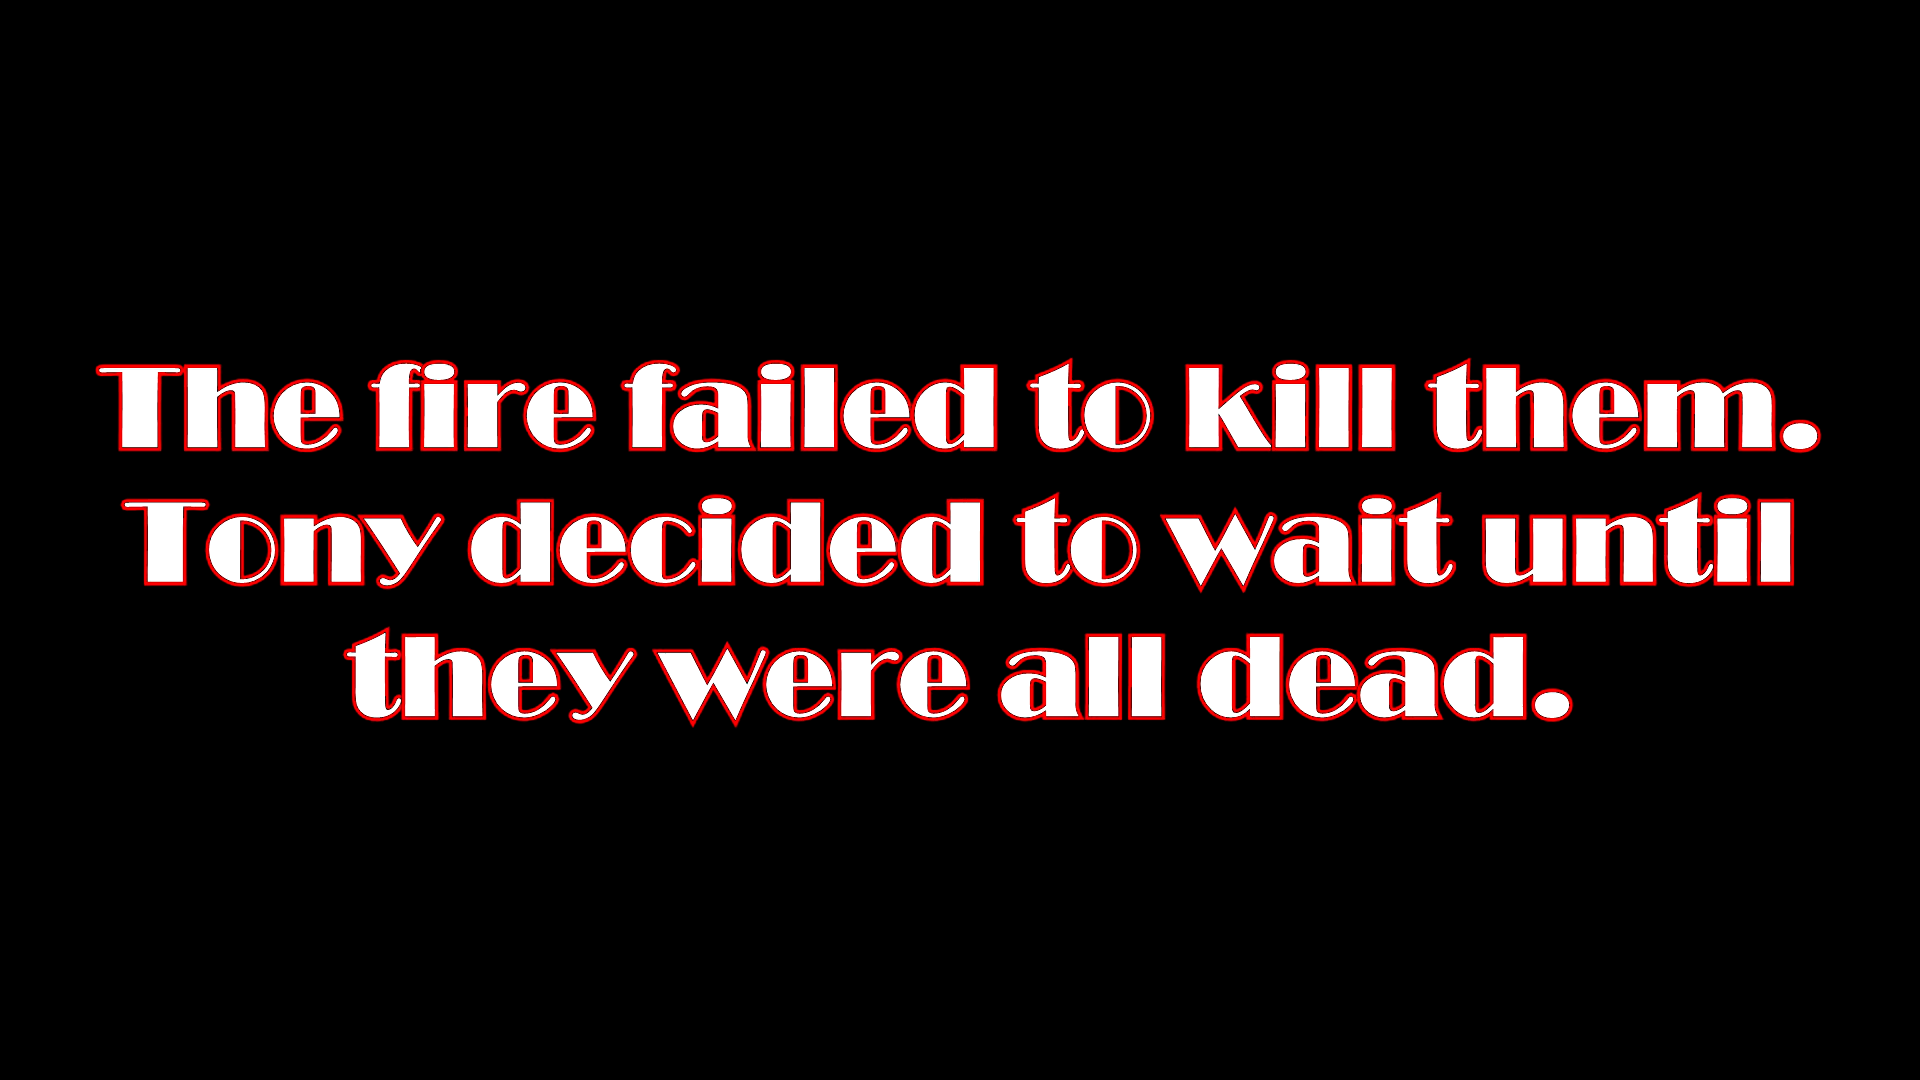 The fire failed to kill them.
Tony decided to wait until
they were all dead.